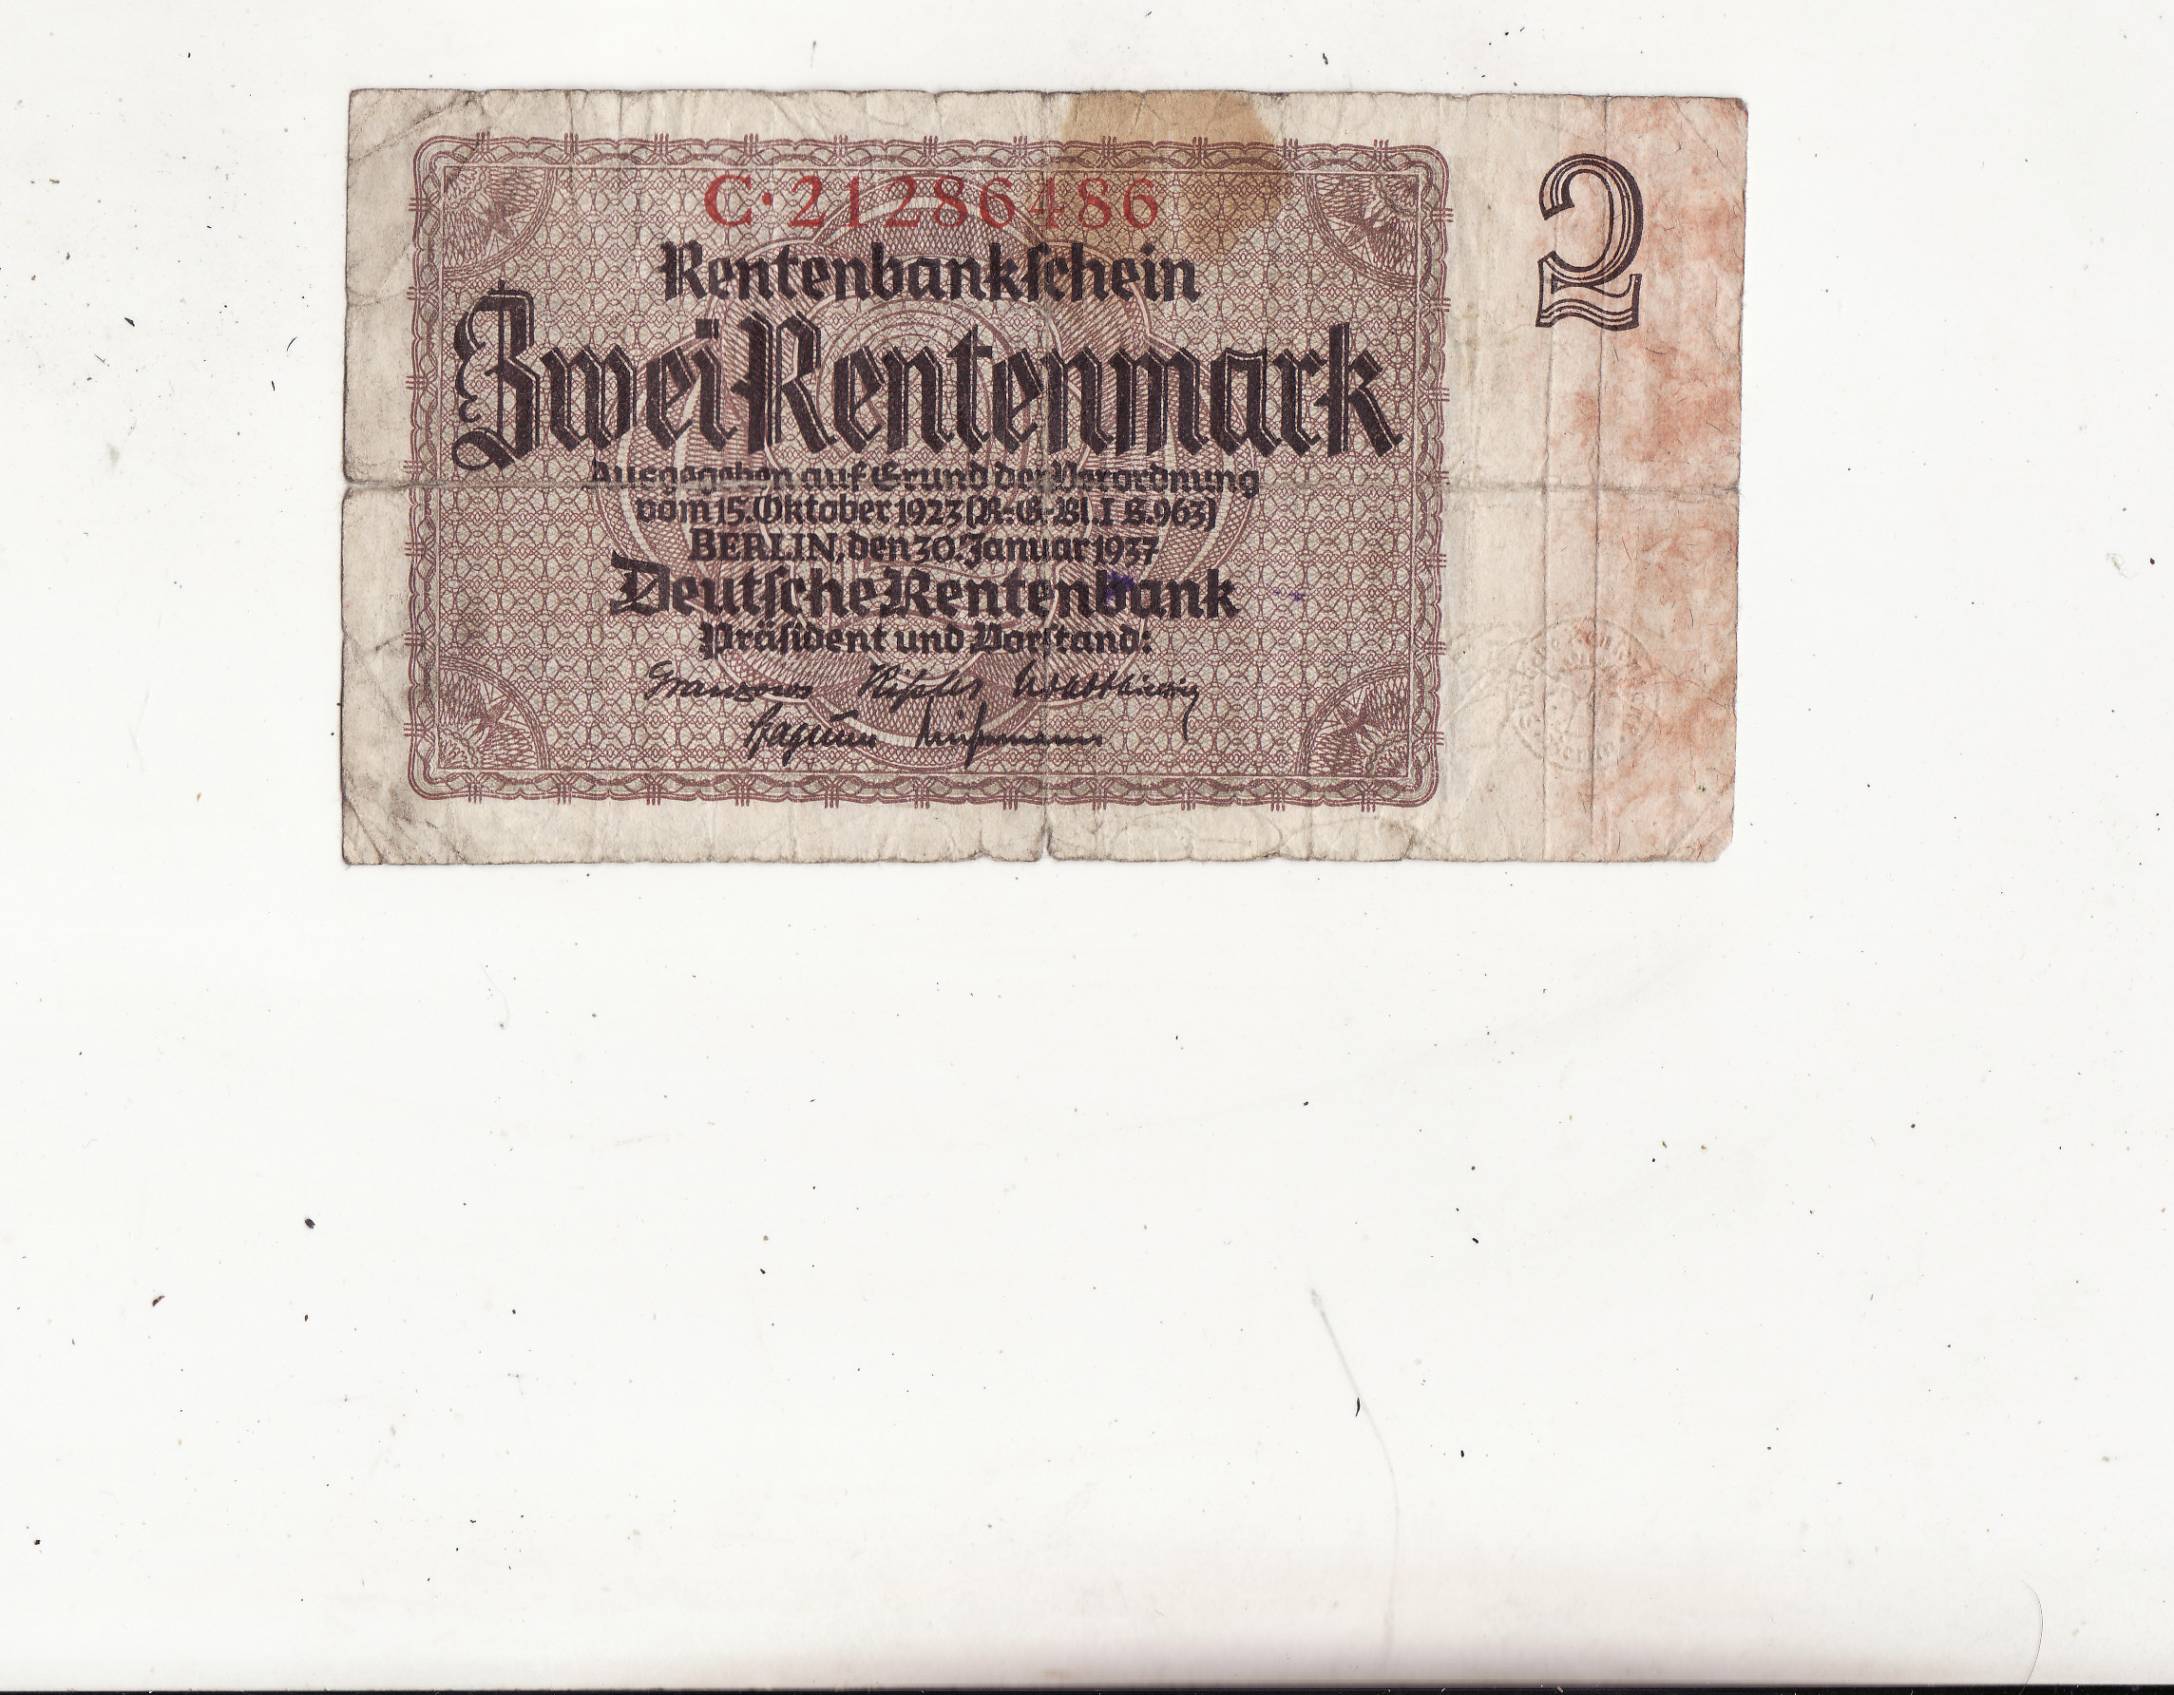 C·21286486
Rentenbankſchein
2
Zwei Rentenmark
Ausgegeben auf Grund der Verordnung
vom 15. Oktober 1923 (R.-G.-Bl. I S. 963)
BERLIN, den 30. Januar 1937
Deutſche Rentenbank
Präſident und Vorſtand: